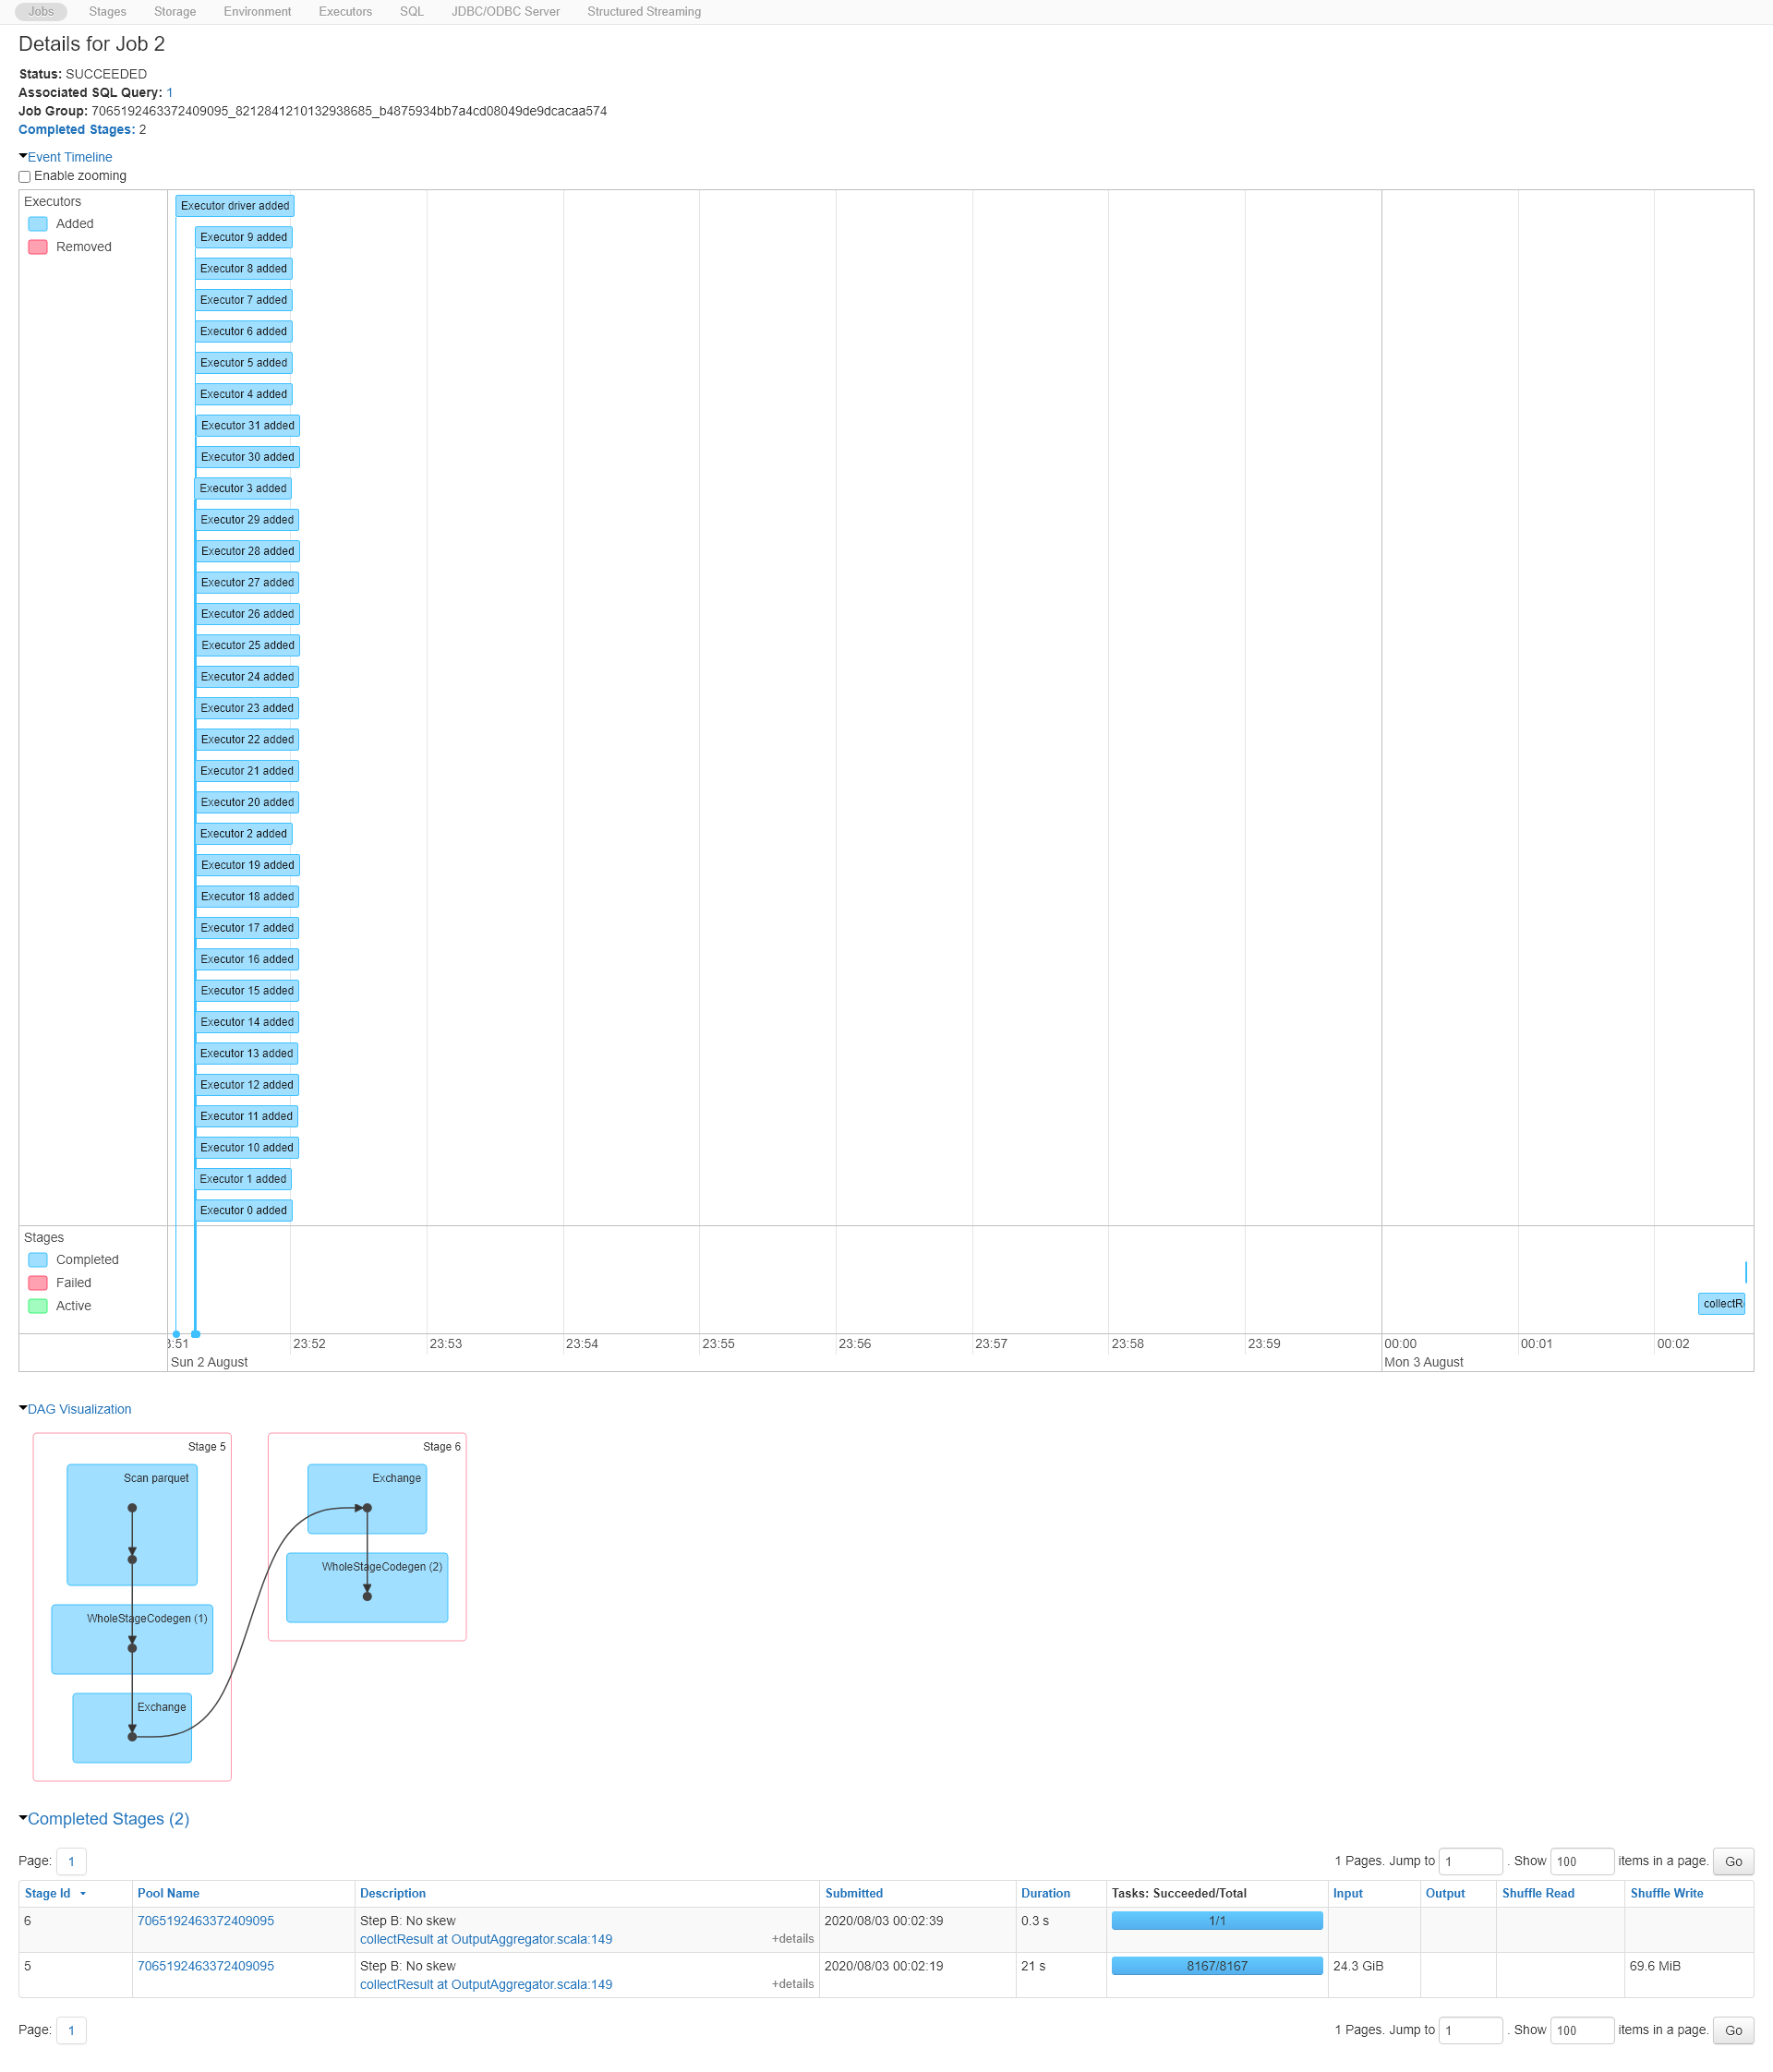 Jobs Stages Storage Environment Executors SQL JDBC/ODBC Server Structured Streaming
Details for Job 2
Status: SUCCEEDED
Associated SQL Query: 1
Job Group: 7065192463372409095_8212841210132938685_b4875934bb7a4cd08049de9dcacaa574
Completed Stages: 2
Event Timeline
Enable zooming
Executors
Added
Removed
Executor driver added
Executor 9 added
Executor 8 added
Executor 7 added
Executor 6 added
Executor 5 added
Executor 4 added
Executor 31 added
Executor 30 added
Executor 3 added
Executor 29 added
Executor 28 added
Executor 27 added
Executor 26 added
Executor 25 added
Executor 24 added
Executor 23 added
Executor 22 added
Executor 21 added
Executor 20 added
Executor 2 added
Executor 19 added
Executor 18 added
Executor 17 added
Executor 16 added
Executor 15 added
Executor 14 added
Executor 13 added
Executor 12 added
Executor 11 added
Executor 10 added
Executor 1 added
Executor 0 added
Stages
Completed
Failed
Active
collectR
3:51 23:52 23:53 23:54 23:55 23:56 23:57 23:58 23:59 00:00 00:01 00:02
Sun 2 August Mon 3 August
DAG Visualization
Stage 5
Scan parquet
WholeStageCodegen (1)
Exchange
Stage 6
Exchange
WholeStageCodegen (2)
Completed Stages (2)
Page: 1 1 Pages. Jump to 1 . Show 100 items in a page. Go
Stage Id Pool Name Description Submitted Duration Tasks: Succeeded/Total Input Output Shuffle Read Shuffle Write
6 7065192463372409095 Step B: No skew 2020/08/03 00:02:39 0.3 s 1/1
collectResult at OutputAggregator.scala:149 +details
5 7065192463372409095 Step B: No skew 2020/08/03 00:02:19 21 s 8167/8167 24.3 GiB 69.6 MiB
collectResult at OutputAggregator.scala:149 +details
Page: 1 1 Pages. Jump to 1 . Show 100 items in a page. Go